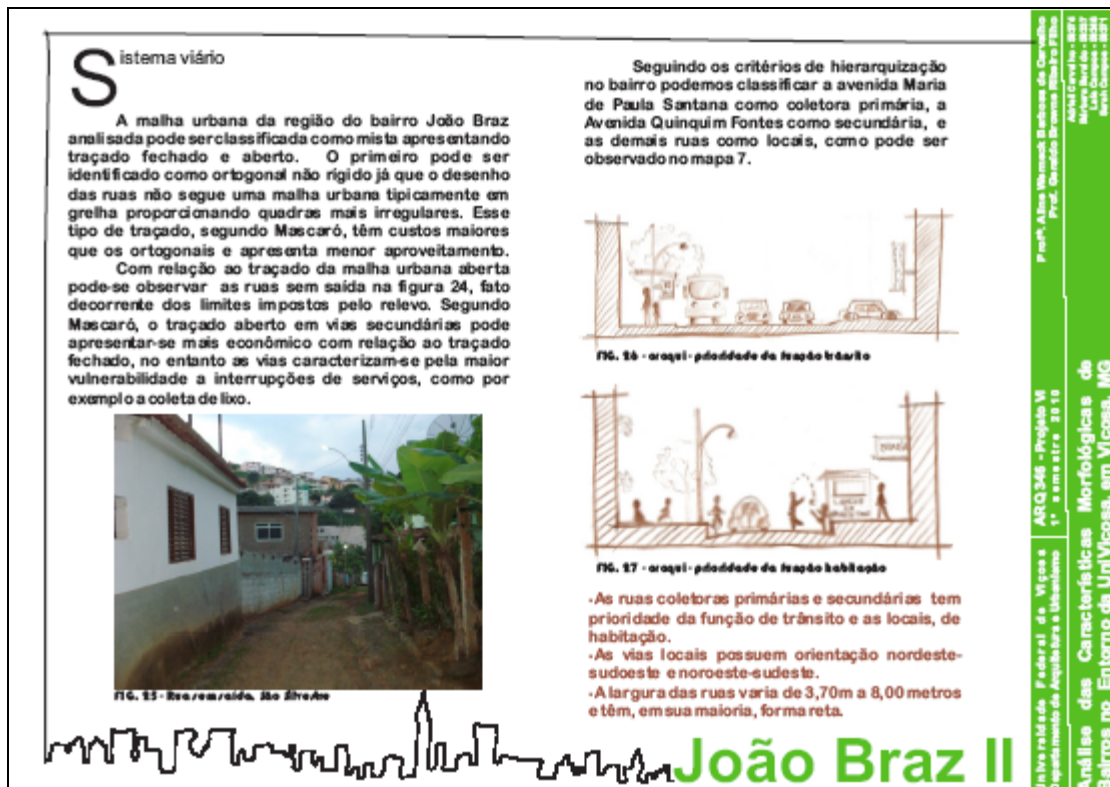 Sistema viário
A malha urbana da região do bairro João Braz
analisada pode ser classificada como mista apresentando
traçado fechado e aberto. O primeiro pode ser
identificado como ortogonal não rígido já que o desenho
das ruas não segue uma malha urbana tipicamente em
grelha proporcionando quadras mais irregulares. Esse
tipo de traçado, segundo Mascaró, têm custos maiores
que os ortogonais e apresenta menor aproveitamento.
Com relação ao traçado da malha urbana aberta
pode-se observar as ruas sem saída na figura 24, fato
decorrente dos limites impostos pelo relevo. Segundo
Mascaró, o traçado aberto em vias secundárias pode
apresentar-se mais econômico com relação ao traçado
fechado, no entanto as vias caracterizam-se pela maior
vulnerabilidade a interrupções de serviços, como por
exemplo a coleta de lixo.
FIG. 25 - Rua sem saída. São Silvestre
Seguindo os critérios de hierarquização
no bairro podemos classificar a avenida Maria
de Paula Santana como coletora primária, a
Avenida Quinquim Fontes como secundária, e
as demais ruas como locais, como pode ser
observado no mapa 7.
FIG. 26 - croqui - prioridade da função trânsito
FIG. 27 - croqui - prioridade da função habitação
-As ruas coletoras primárias e secundárias tem
prioridade da função de trânsito e as locais, de
habitação.
-As vias locais possuem orientação nordeste-
sudoeste e noroeste-sudeste.
-A largura das ruas varia de 3,70m a 8,00 metros
e têm, em sua maioria, forma reta.
João Braz II
Universidade Federal de Viçosa
Departamento de Arquitetura e Urbanismo
ARQ346 - Projeto VI
1º semestre 2010
Profª. Aline Werneck Barbosa de Carvalho
Prof. Geraldo Browne Ribeiro Filho
Análise das Características Morfológicas de
Bairros no Entorno da UniViçosa, em Viçosa, MG